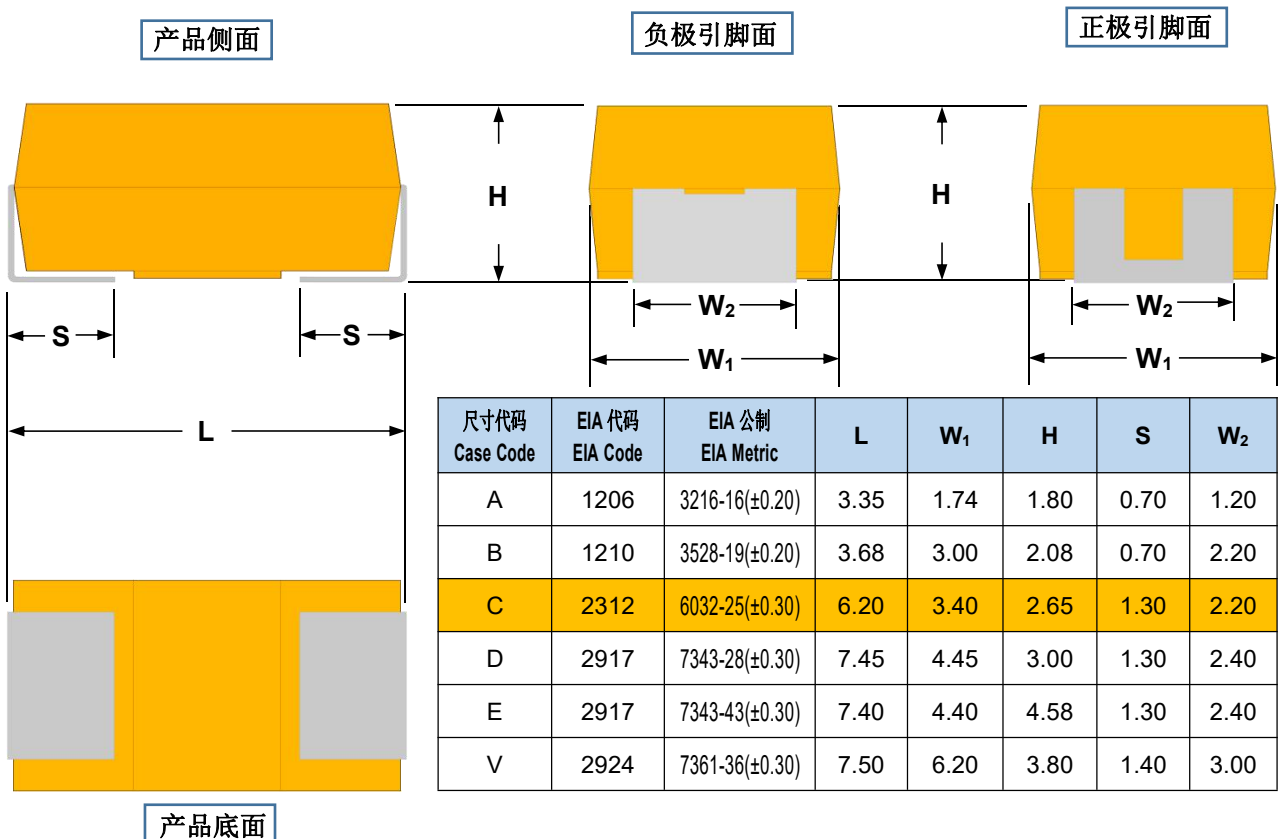 产品侧面
负极引脚面
正极引脚面
H
H
S
S
W₂
W₂
W₁
W₁
L
尺寸代码 EIA 代码 EIA 公制 L W₁ H S W₂
Case Code EIA Code EIA Metric
A 1206 3216-16(±0.20) 3.35 1.74 1.80 0.70 1.20
B 1210 3528-19(±0.20) 3.68 3.00 2.08 0.70 2.20
C 2312 6032-25(±0.30) 6.20 3.40 2.65 1.30 2.20
D 2917 7343-28(±0.30) 7.45 4.45 3.00 1.30 2.40
E 2917 7343-43(±0.30) 7.40 4.40 4.58 1.30 2.40
V 2924 7361-36(±0.30) 7.50 6.20 3.80 1.40 3.00
产品底面